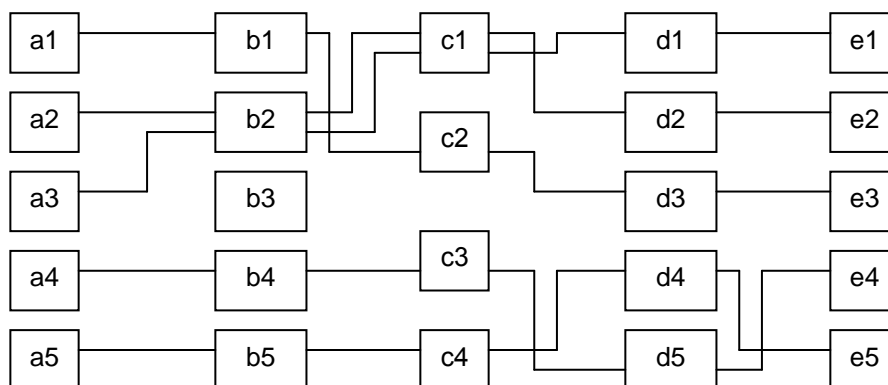 a1 b1 c1 d1 e1
a2 b2 c2 d2 e2
a3 b3 d3 e3
a4 b4 c3 d4 e4
a5 b5 c4 d5 e5